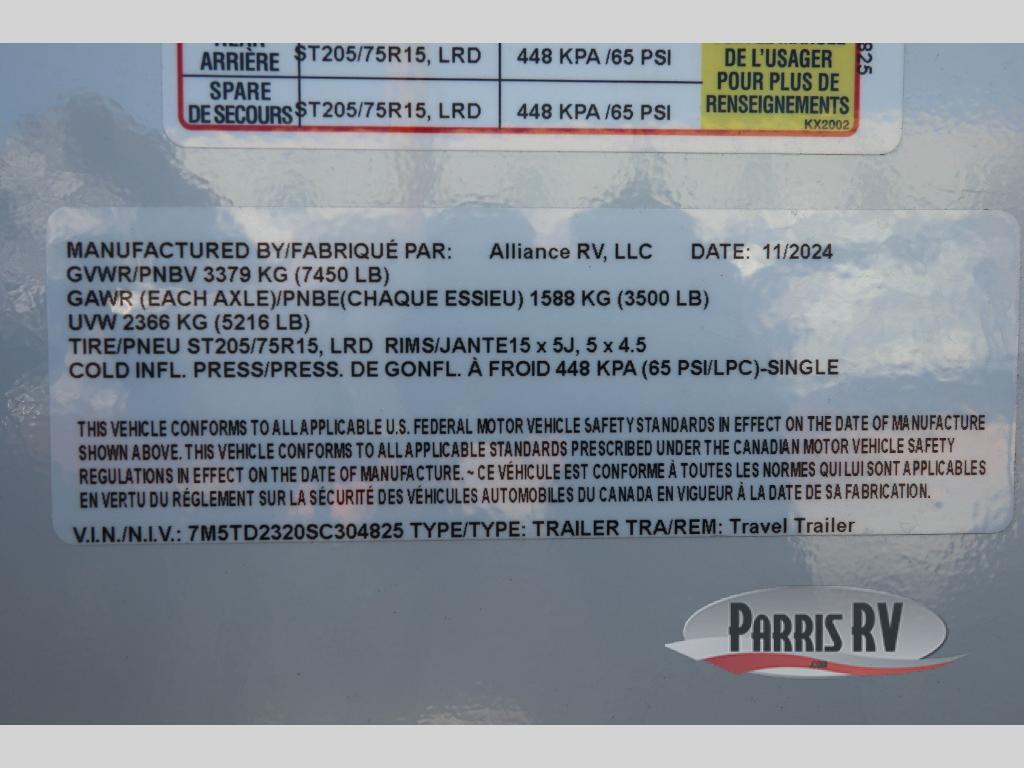 ARRIÈRE ST205/75R15, LRD 448 KPA /65 PSI
SPARE
DE SECOURS ST205/75R15, LRD 448 KPA /65 PSI
DE L'USAGER
POUR PLUS DE
RENSEIGNEMENTS
KX2002
825
MANUFACTURED BY/FABRIQUÉ PAR: Alliance RV, LLC DATE: 11/2024
GVWR/PNBV 3379 KG (7450 LB)
GAWR (EACH AXLE)/PNBE(CHAQUE ESSIEU) 1588 KG (3500 LB)
UVW 2366 KG (5216 LB)
TIRE/PNEU ST205/75R15, LRD RIMS/JANTE15 x 5J, 5 x 4.5
COLD INFL. PRESS/PRESS. DE GONFL. À FROID 448 KPA (65 PSI/LPC)-SINGLE
THIS VEHICLE CONFORMS TO ALL APPLICABLE U.S. FEDERAL MOTOR VEHICLE SAFETY STANDARDS IN EFFECT ON THE DATE OF MANUFACTURE
SHOWN ABOVE. THIS VEHICLE CONFORMS TO ALL APPLICABLE STANDARDS PRESCRIBED UNDER THE CANADIAN MOTOR VEHICLE SAFETY
REGULATIONS IN EFFECT ON THE DATE OF MANUFACTURE. ~ CE VÉHICULE EST CONFORME À TOUTES LES NORMES QUI LUI SONT APPLICABLES
EN VERTU DU RÉGLEMENT SUR LA SÉCURITÉ DES VÉHICULES AUTOMOBILES DU CANADA EN VIGUEUR À LA DATE DE SA FABRICATION.
V.I.N./N.I.V.: 7M5TD2320SC304825 TYPE/TYPE: TRAILER TRA/REM: Travel Trailer
PARRIS RV
.com